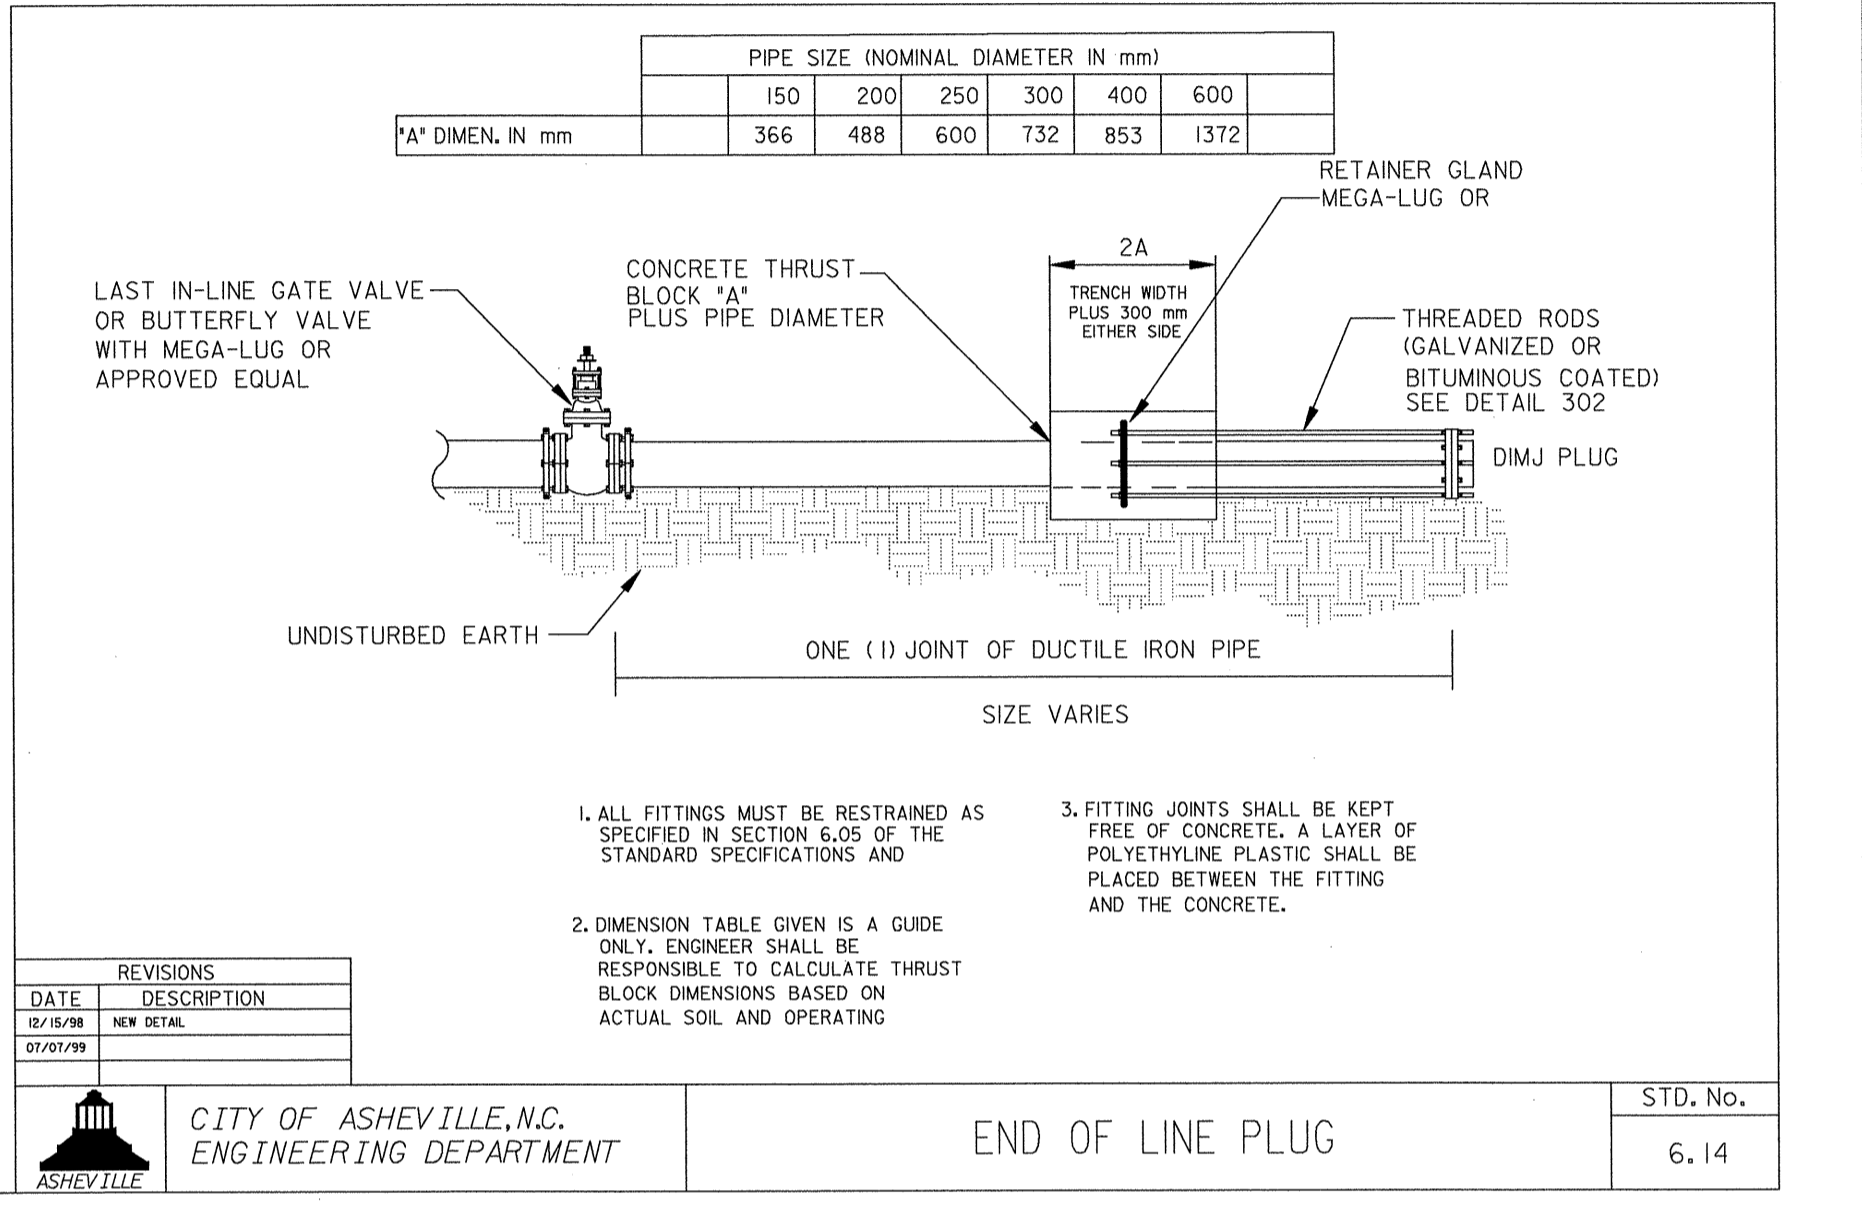 PIPE SIZE (NOMINAL DIAMETER IN mm)
150 200 250 300 400 600
"A" DIMEN. IN mm 366 488 600 732 853 1372
RETAINER GLAND
MEGA-LUG OR
2A
TRENCH WIDTH
PLUS 300 mm
EITHER SIDE
CONCRETE THRUST
BLOCK "A"
PLUS PIPE DIAMETER
LAST IN-LINE GATE VALVE
OR BUTTERFLY VALVE
WITH MEGA-LUG OR
APPROVED EQUAL
THREADED RODS
(GALVANIZED OR
BITUMINOUS COATED)
SEE DETAIL 302
DIMJ PLUG
UNDISTURBED EARTH
ONE (1) JOINT OF DUCTILE IRON PIPE
SIZE VARIES
1. ALL FITTINGS MUST BE RESTRAINED AS
SPECIFIED IN SECTION 6.05 OF THE
STANDARD SPECIFICATIONS AND
2. DIMENSION TABLE GIVEN IS A GUIDE
ONLY. ENGINEER SHALL BE
RESPONSIBLE TO CALCULATE THRUST
BLOCK DIMENSIONS BASED ON
ACTUAL SOIL AND OPERATING
3. FITTING JOINTS SHALL BE KEPT
FREE OF CONCRETE. A LAYER OF
POLYETHYLINE PLASTIC SHALL BE
PLACED BETWEEN THE FITTING
AND THE CONCRETE.
REVISIONS
DATE DESCRIPTION
12/15/98 NEW DETAIL
07/07/99
ASHEVILLE
CITY OF ASHEVILLE, N.C.
ENGINEERING DEPARTMENT
END OF LINE PLUG
STD. No.
6.14